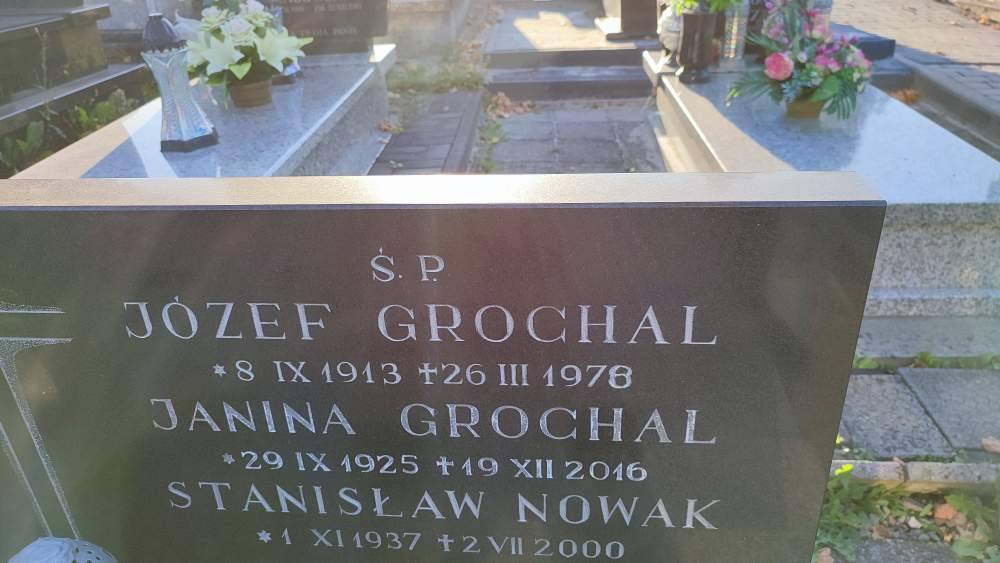 Ś. P.
JÓZEF GROCHAL
*8 IX 1913 ✝26 III 1978
JANINA GROCHAL
*29 IX 1925 ✝19 XII 2016
STANISŁAW NOWAK
*1 XI 1937 ✝2 VII 2000